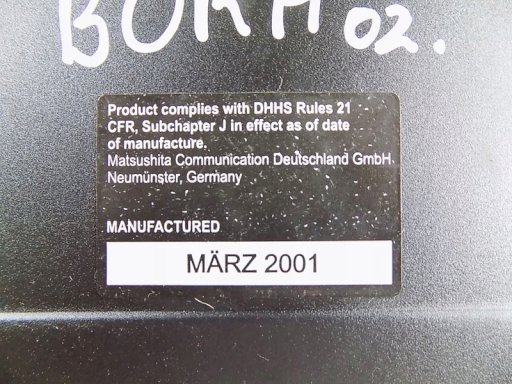 02.
Product complies with DHHS Rules 21
CFR, Subchapter J in effect as of date
of manufacture.
Matsushita Communication Deutschland GmbH
Neumünster, Germany
MANUFACTURED
MÄRZ 2001